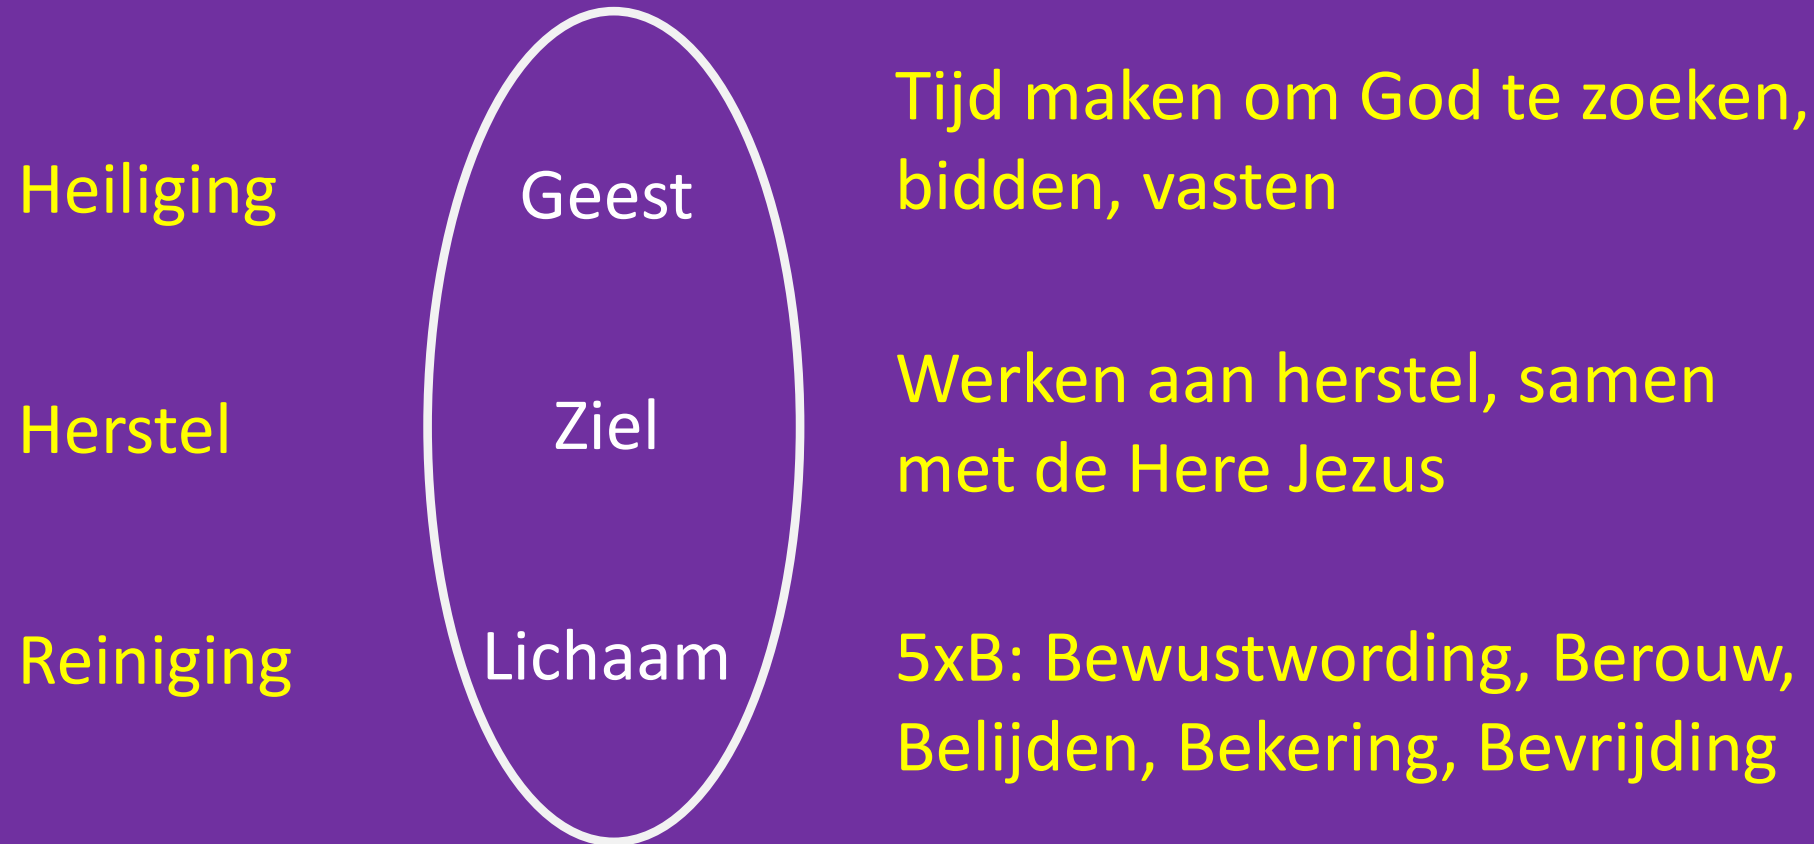 Tijd maken om God te zoeken,
Heiliging
Geest
bidden, vasten
Werken aan herstel, samen
Herstel
Ziel
met de Here Jezus
Reiniging
Lichaam
5xB: Bewustwording, Berouw,
Belijden, Bekering, Bevrijding